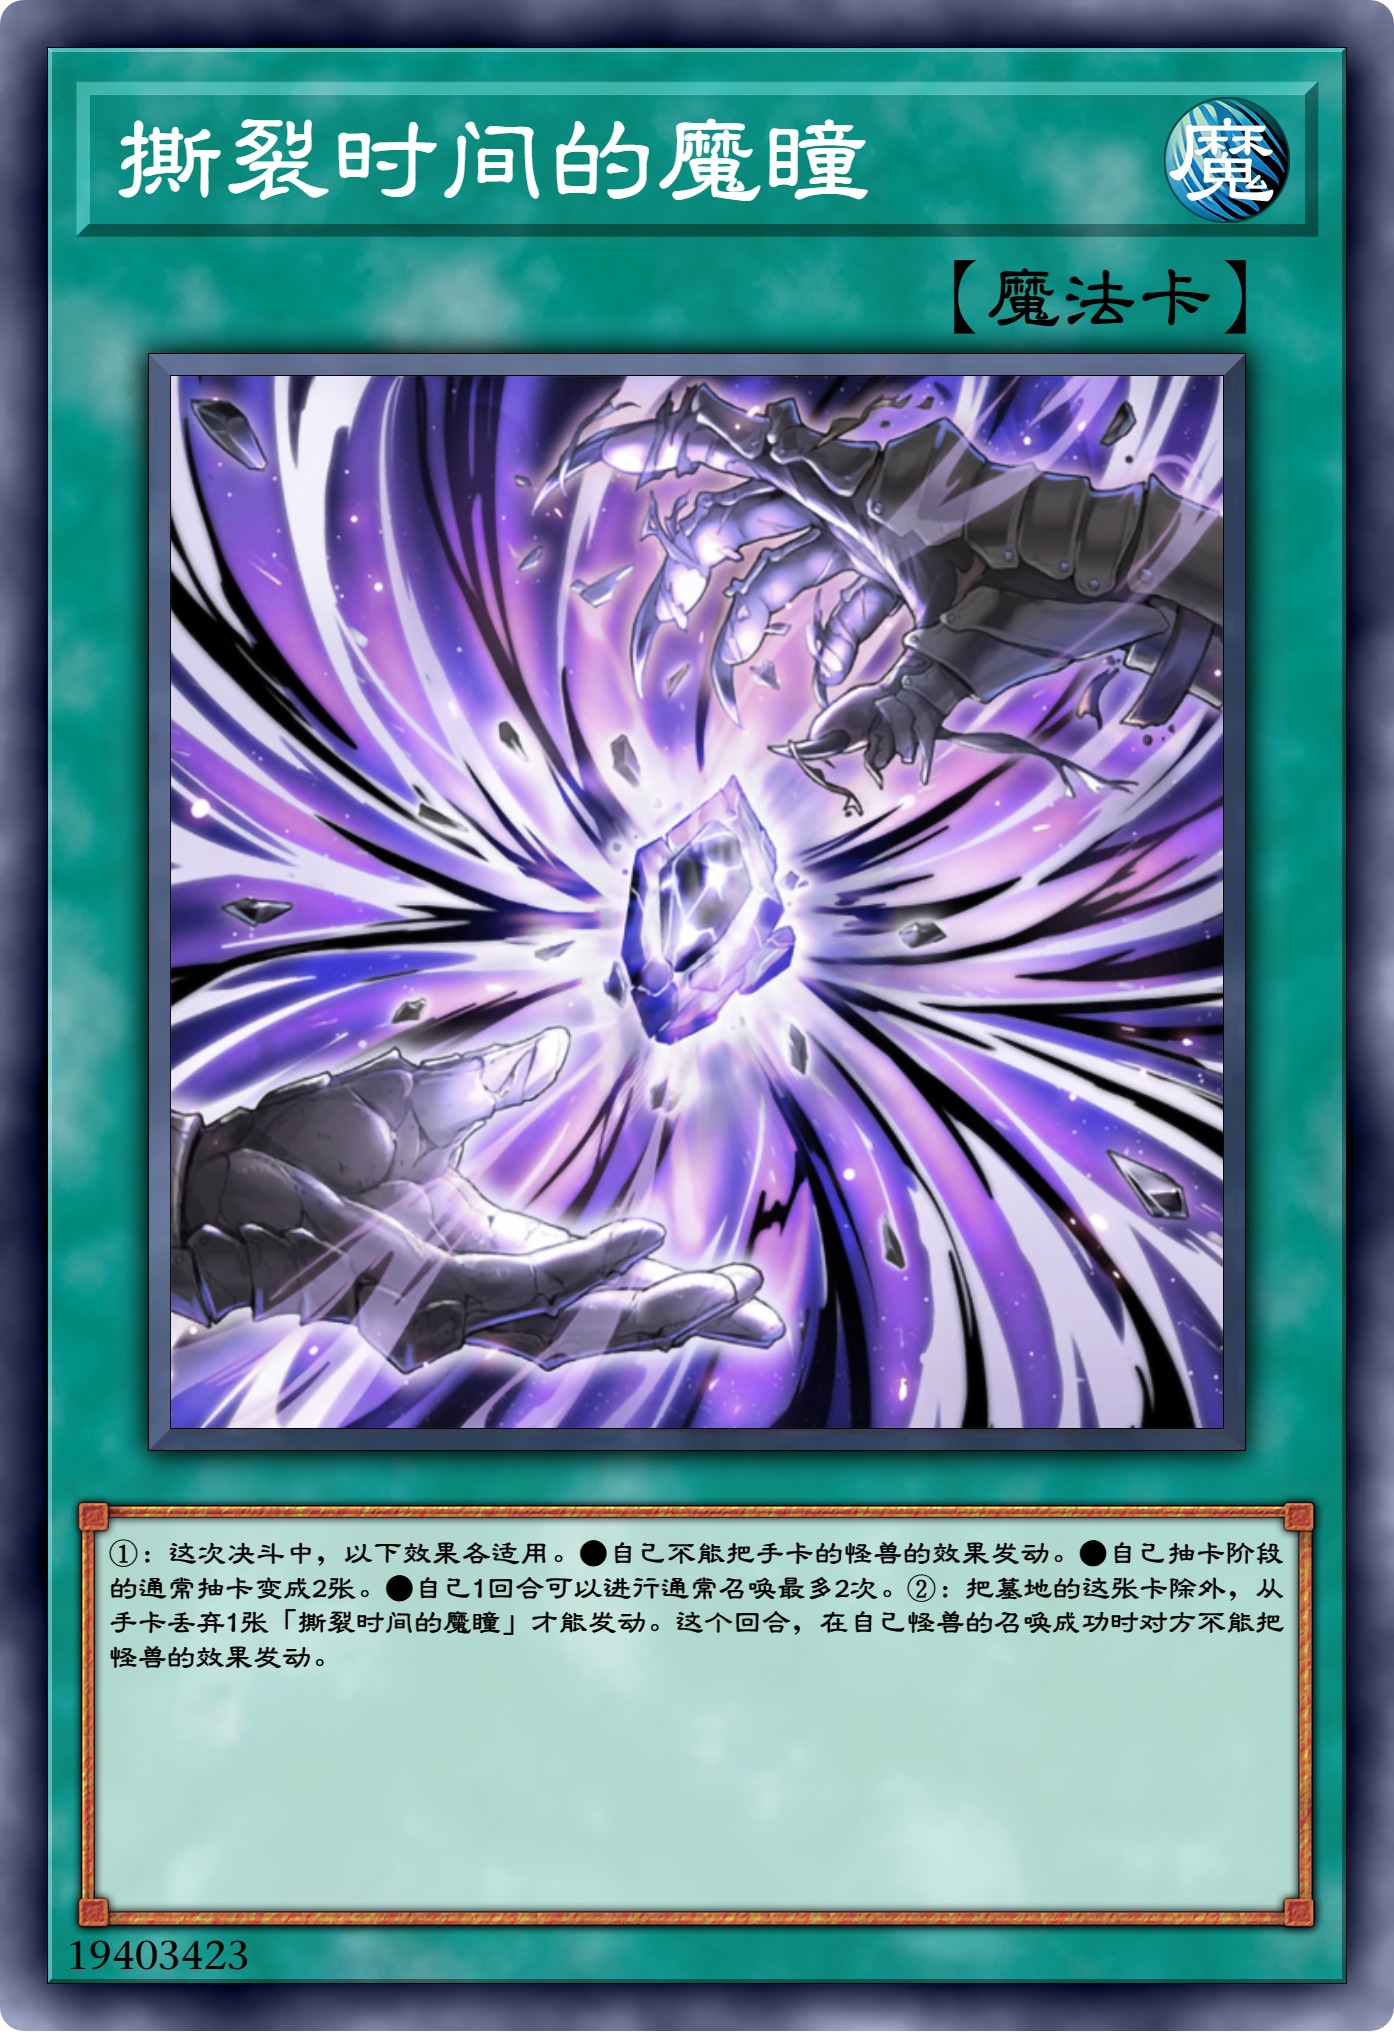 撕裂时间的魔瞳
魔
【魔法卡】
①：这次决斗中，以下效果各适用。●自己不能把手卡的怪兽的效果发动。●自己抽卡阶段
的通常抽卡变成2张。●自己1回合可以进行通常召唤最多2次。②：把墓地的这张卡除外，从
手卡丢弃1张「撕裂时间的魔瞳」才能发动。这个回合，在自己怪兽的召唤成功时对方不能把
怪兽的效果发动。
19403423